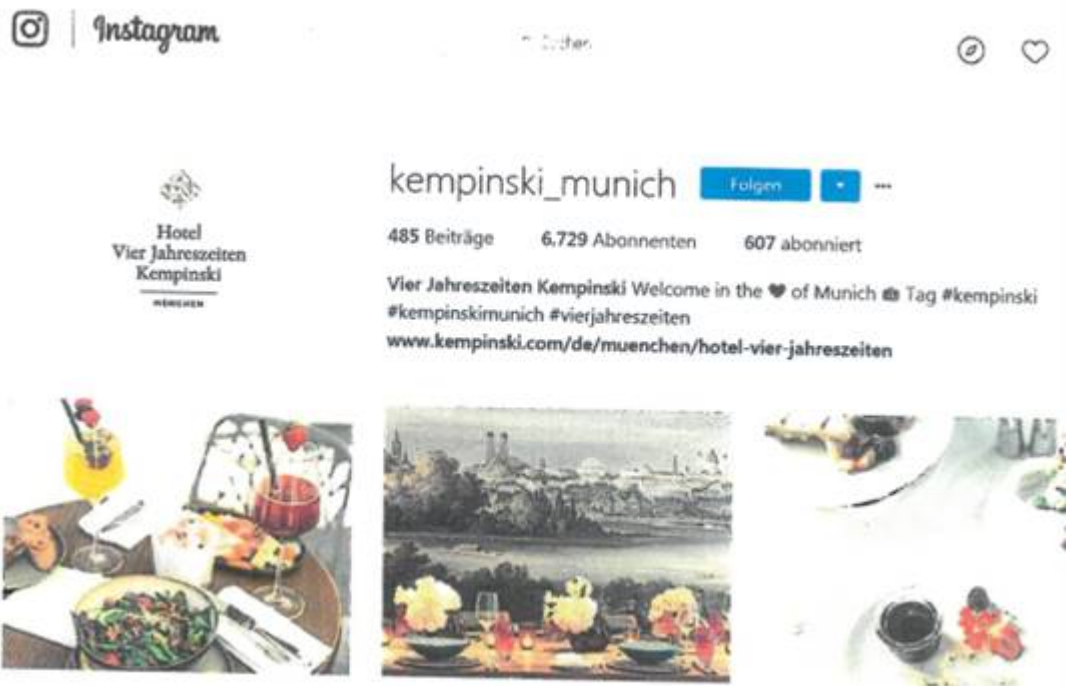 Instagram
kempinski_munich Folgen
485 Beiträge 6.729 Abonnenten 607 abonniert
Hotel
Vier Jahreszeiten
Kempinski
MÜNCHEN
Vier Jahreszeiten Kempinski Welcome in the ♥ of Munich 📷 Tag #kempinski
#kempinskimunich #vierjahreszeiten
www.kempinski.com/de/muenchen/hotel-vier-jahreszeiten